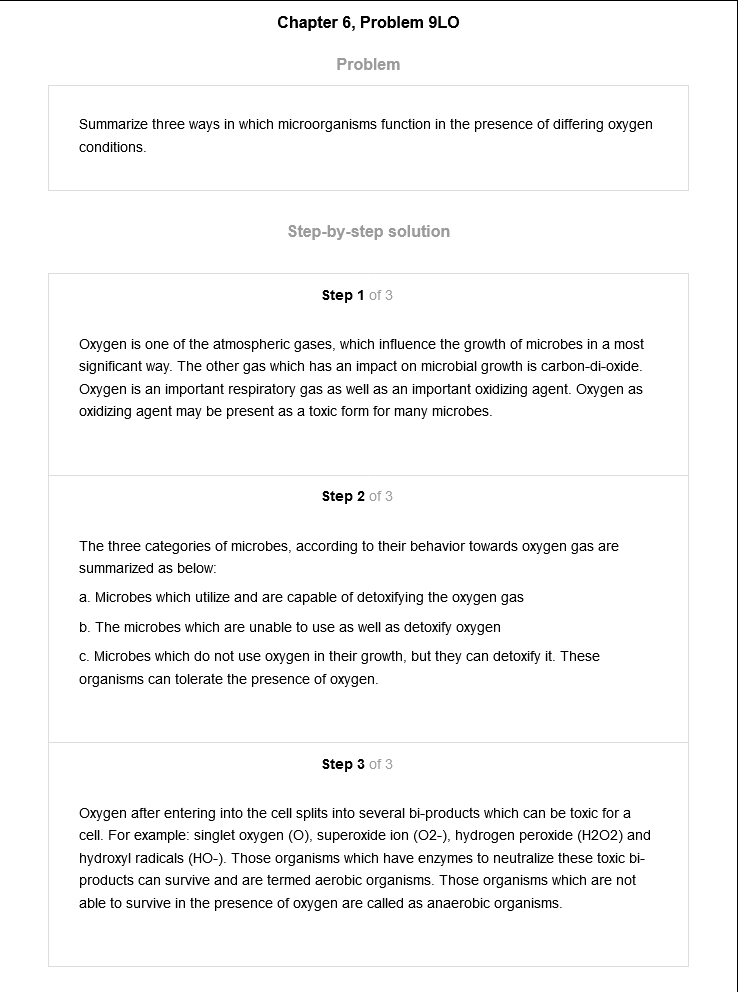 Chapter 6, Problem 9LO
Problem
Summarize three ways in which microorganisms function in the presence of differing oxygen
conditions.
Step-by-step solution
Step 1 of 3
Oxygen is one of the atmospheric gases, which influence the growth of microbes in a most
significant way. The other gas which has an impact on microbial growth is carbon-di-oxide.
Oxygen is an important respiratory gas as well as an important oxidizing agent. Oxygen as
oxidizing agent may be present as a toxic form for many microbes.
Step 2 of 3
The three categories of microbes, according to their behavior towards oxygen gas are
summarized as below:
a. Microbes which utilize and are capable of detoxifying the oxygen gas
b. The microbes which are unable to use as well as detoxify oxygen
c. Microbes which do not use oxygen in their growth, but they can detoxify it. These
organisms can tolerate the presence of oxygen.
Step 3 of 3
Oxygen after entering into the cell splits into several bi-products which can be toxic for a
cell. For example: singlet oxygen (O), superoxide ion (O2-), hydrogen peroxide (H2O2) and
hydroxyl radicals (HO-). Those organisms which have enzymes to neutralize these toxic bi-
products can survive and are termed aerobic organisms. Those organisms which are not
able to survive in the presence of oxygen are called as anaerobic organisms.